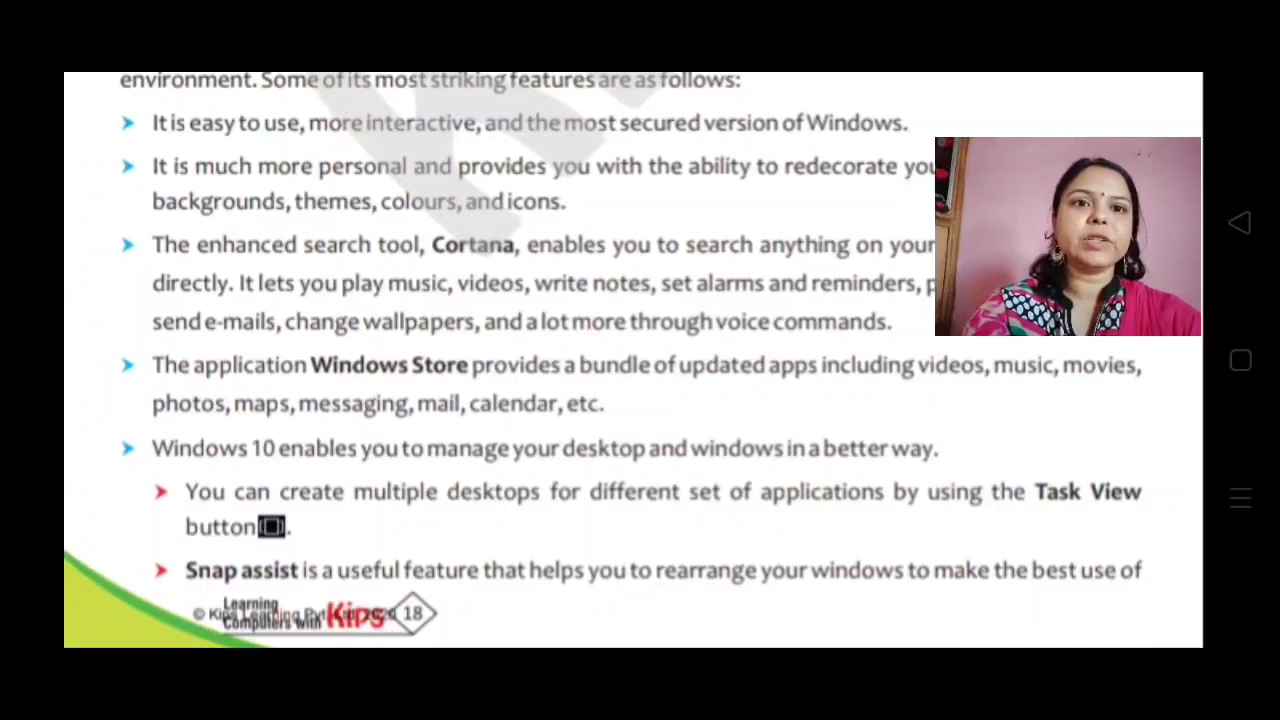 environment. Some of its most striking features are as follows:
It is easy to use, more interactive, and the most secured version of Windows.
It is much more personal and provides you with the ability to redecorate
backgrounds, themes, colours, and icons.
The enhanced search tool, Cortana, enables you to search anything on your
directly. It lets you play music, videos, write notes, set alarms and reminders,
send e-mails, change wallpapers, and a lot more through voice commands.
The application Windows Store provides a bundle of updated apps including videos, music, movies,
photos, maps, messaging, mail, calendar, etc.
Windows 10 enables you to manage your desktop and windows in a better way.
You can create multiple desktops for different set of applications by using the Task View
button.
Snap assist is a useful feature that helps you to rearrange your windows to make the best use of
Learning
Computers with Kips 18